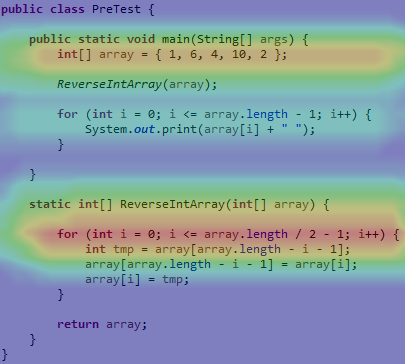 public class PreTest {
public static void main(String[] args) {
int[] array = { 1, 6, 4, 10, 2 };
ReverseIntArray(array);
for (int i = 0; i <= array.length - 1; i++) {
System.out.print(array[i] + " ");
}
}
static int[] ReverseIntArray(int[] array) {
for (int i = 0; i <= array.length / 2 - 1; i++) {
int tmp = array[array.length - i - 1];
array[array.length - i - 1] = array[i];
array[i] = tmp;
}
return array;
}
}